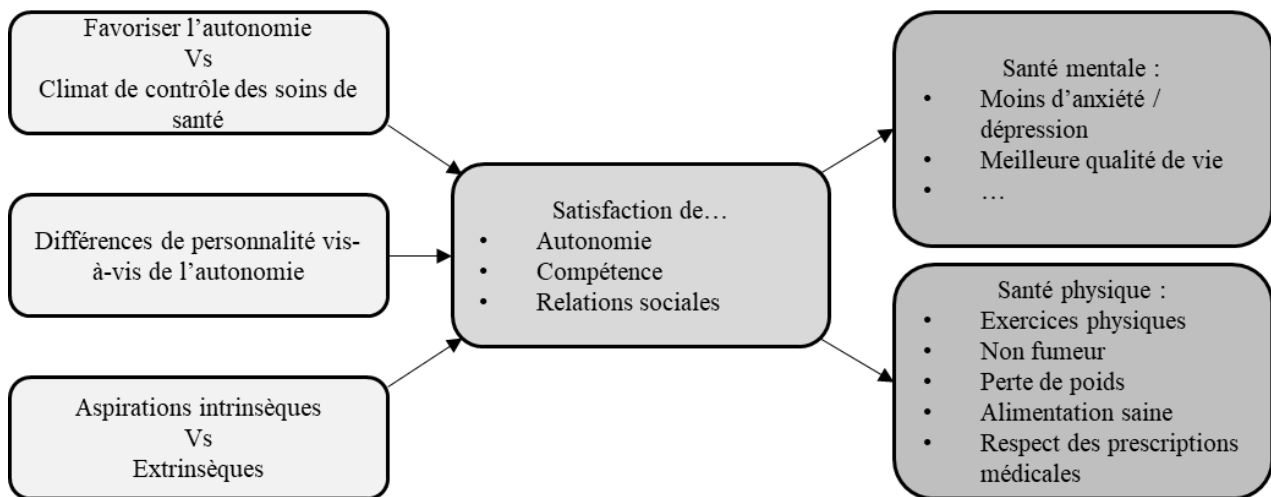 Favoriser l’autonomie
Vs
Climat de contrôle des soins de
santé
Différences de personnalité vis-
à-vis de l’autonomie
Aspirations intrinsèques
Vs
Extrinsèques
Satisfaction de…
• Autonomie
• Compétence
• Relations sociales
Santé mentale :
• Moins d’anxiété /
dépression
• Meilleure qualité de vie
• …
Santé physique :
• Exercices physiques
• Non fumeur
• Perte de poids
• Alimentation saine
• Respect des prescriptions
médicales